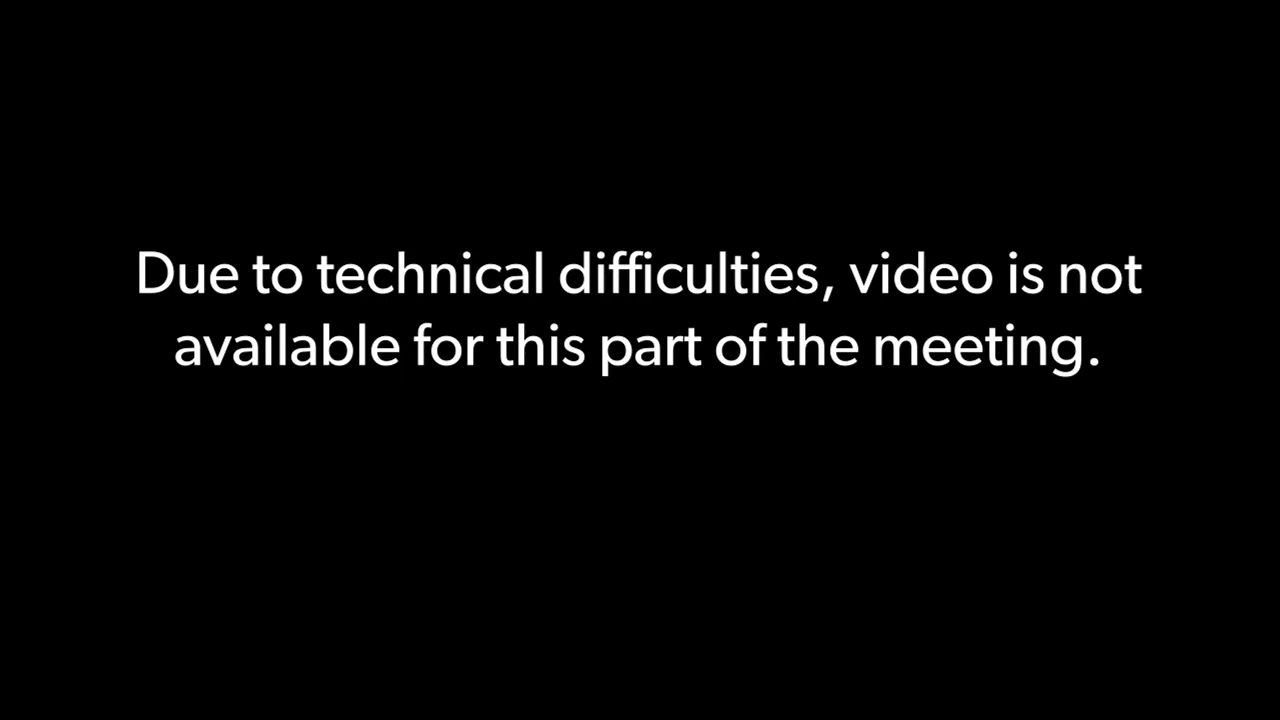 Due to technical difficulties, video is not
available for this part of the meeting.